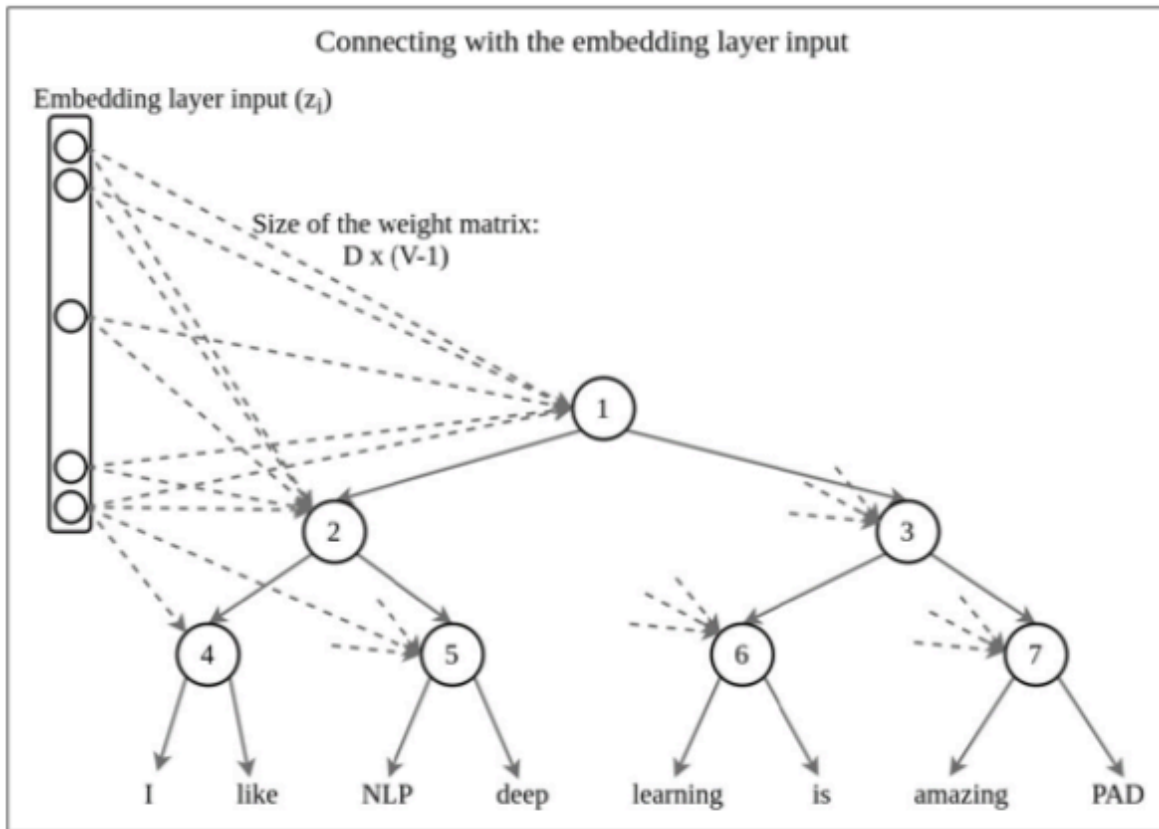 Connecting with the embedding layer input
Embedding layer input (zᵢ)
Size of the weight matrix:
D x (V-1)
1
2
3
4
5
6
7
I like NLP deep learning is amazing PAD